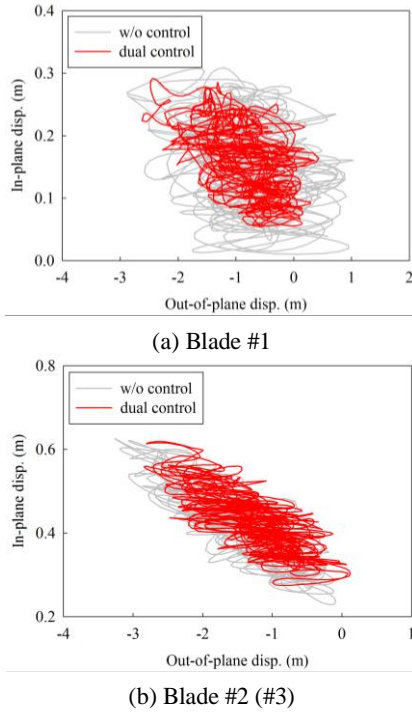 0.4
w/o control
dual control
0.3
0.2
0.1
0.0
In-plane disp. (m)
-4 -3 -2 -1 0 1 2
Out-of-plane disp. (m)
(a) Blade #1
0.8
w/o control
dual control
0.6
0.4
0.2
In-plane disp. (m)
-4 -3 -2 -1 0 1
Out-of-plane disp. (m)
(b) Blade #2 (#3)